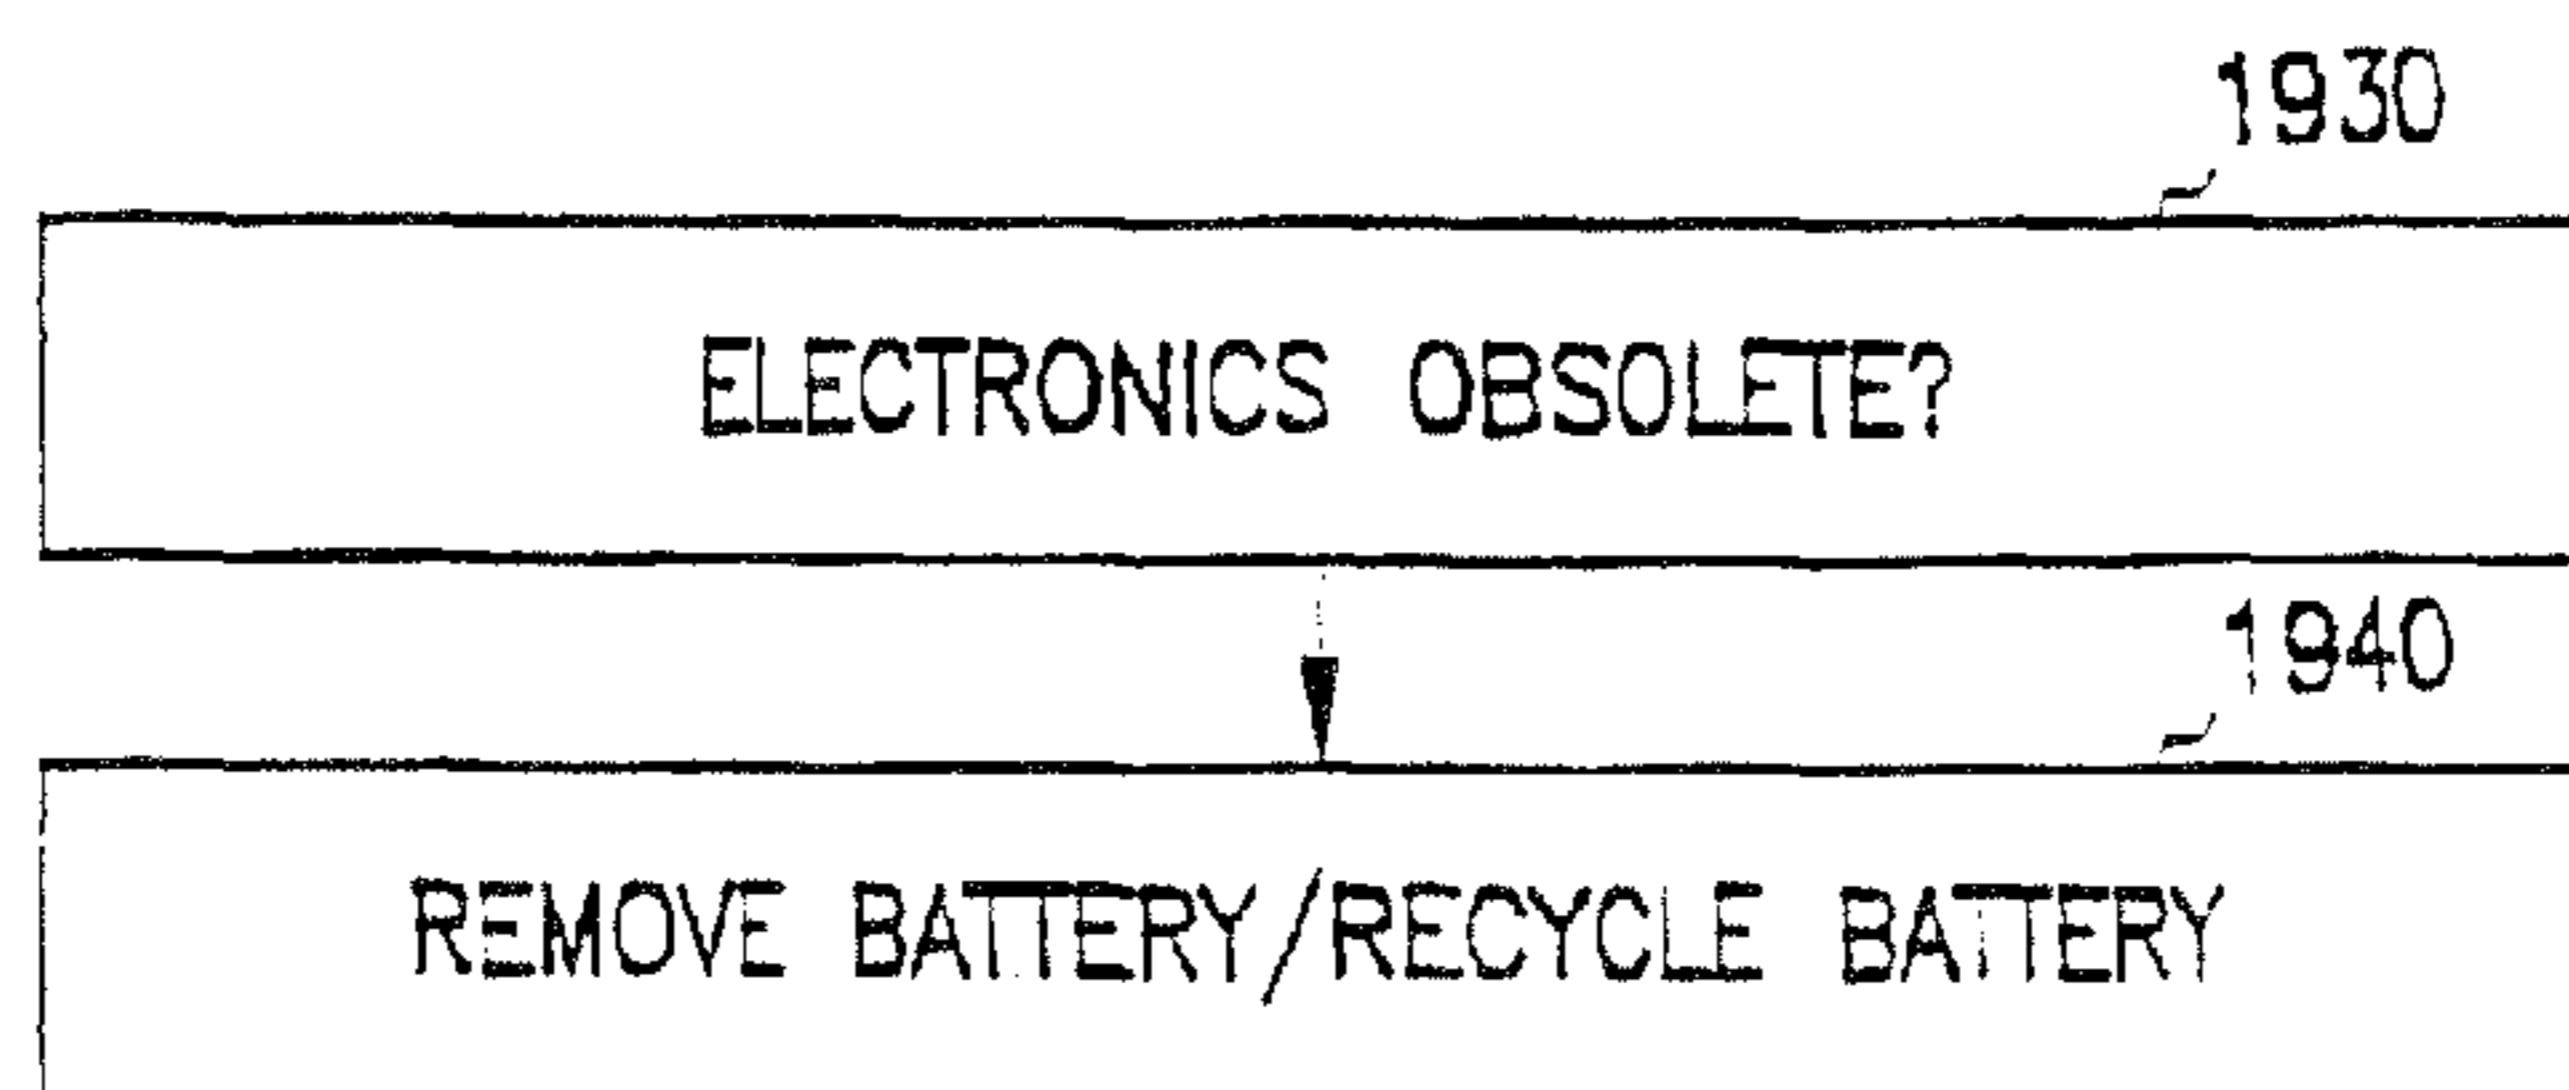 1930
ELECTRONICS OBSOLETE?
1940
REMOVE BATTERY/RECYCLE BATTERY